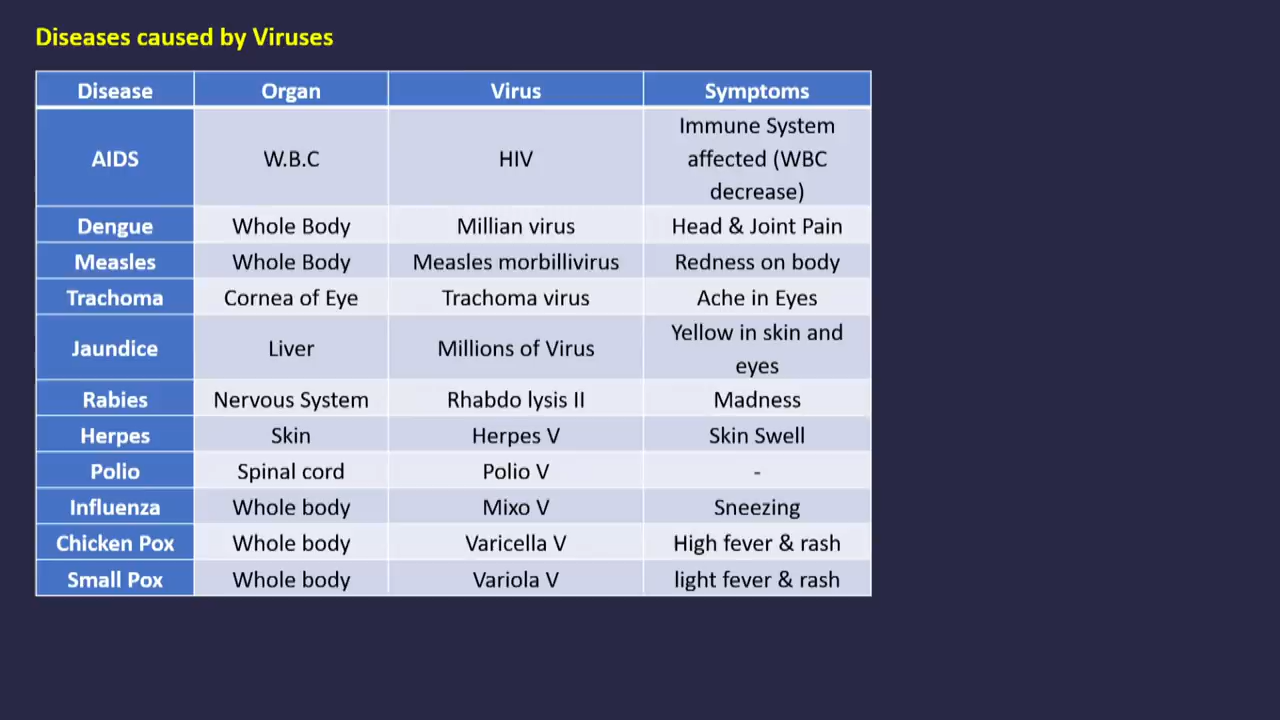 Diseases caused by Viruses
Disease Organ Virus Symptoms
AIDS W.B.C HIV Immune System
affected (WBC
decrease)
Dengue Whole Body Millian virus Head & Joint Pain
Measles Whole Body Measles morbillivirus Redness on body
Trachoma Cornea of Eye Trachoma virus Ache in Eyes
Jaundice Liver Millions of Virus Yellow in skin and
eyes
Rabies Nervous System Rhabdo lysis II Madness
Herpes Skin Herpes V Skin Swell
Polio Spinal cord Polio V -
Influenza Whole body Mixo V Sneezing
Chicken Pox Whole body Varicella V High fever & rash
Small Pox Whole body Variola V light fever & rash